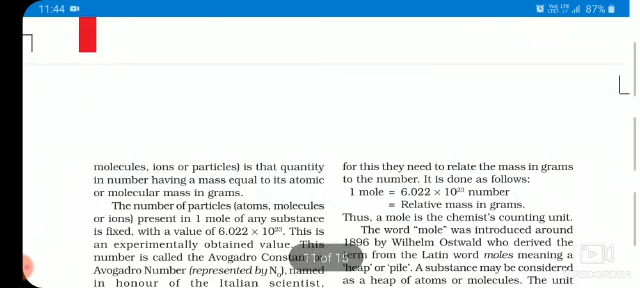 11:44
87%
molecules, ions or particles) is that quantity
in number having a mass equal to its atomic
or molecular mass in grams.
The number of particles (atoms, molecules
or ions) present in 1 mole of any substance
is fixed, with a value of 6.022 × 10²³. This is
an experimentally obtained value. This
number is called the Avogadro Constant or
Avogadro Number (represented by N₀), named
in honour of the Italian scientist,
for this they need to relate the mass in grams
to the number. It is done as follows:
1 mole = 6.022 × 10²³ number
= Relative mass in grams.
Thus, a mole is the chemist's counting unit.
The word “mole” was introduced around
1896 by Wilhelm Ostwald who derived the
term from the Latin word moles meaning a
‘heap’ or ‘pile’. A substance may be considered
as a heap of atoms or molecules. The unit
11 of 15
RECORDER